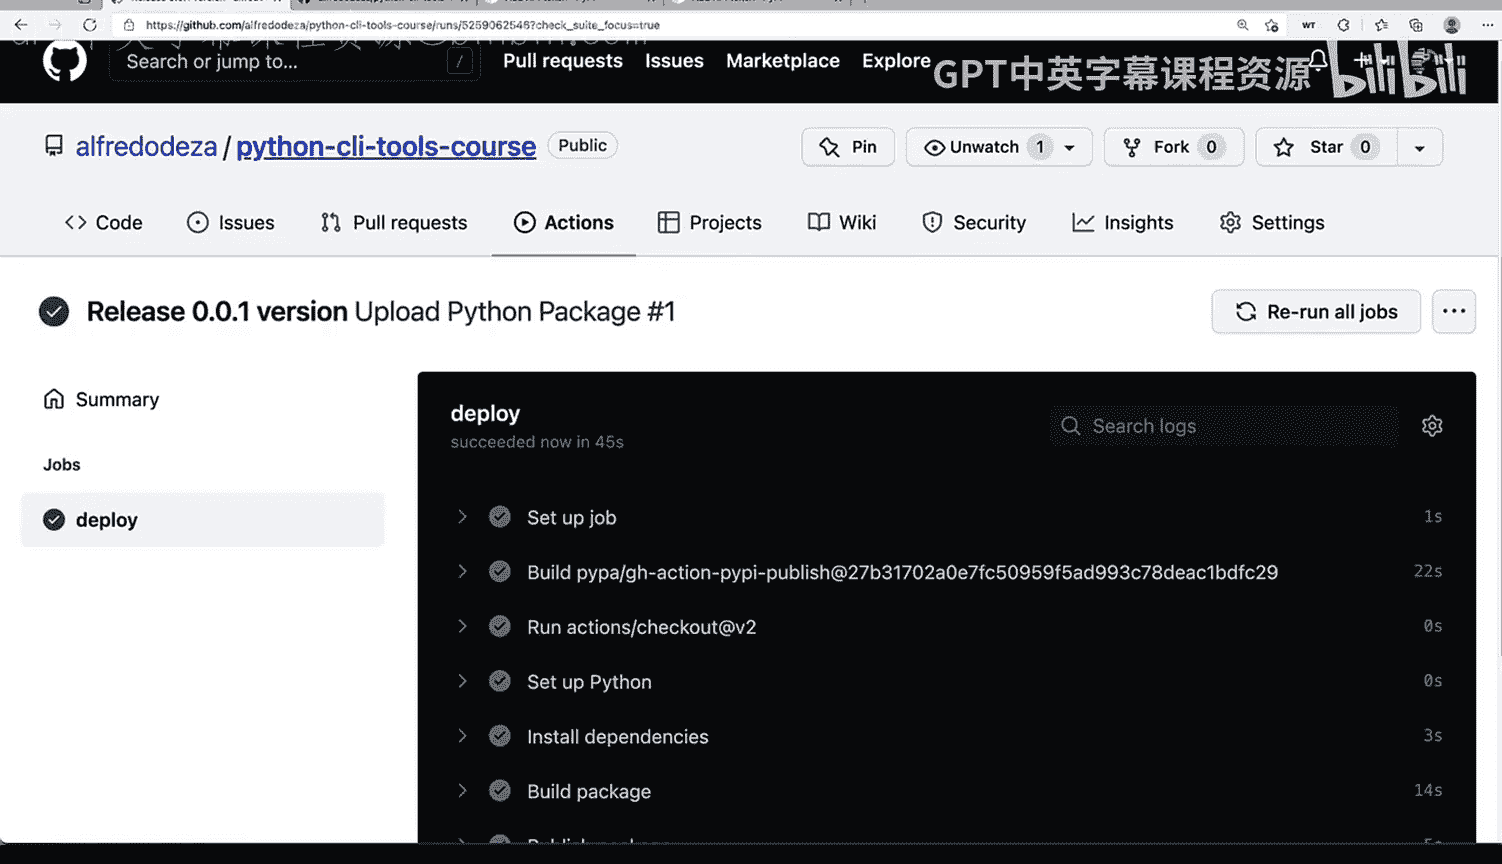 https://github.com/alfredodeza/python-cli-tools-course/runs/5259062546?check_suite_focus=true
WT
Search or jump to...
/
Pull requests
Issues
Marketplace
Explore
GPT中英字幕课程资源
bilibili
alfredodeza / python-cli-tools-course
Public
Pin
Unwatch 1
Fork 0
Star 0
Code
Issues
Pull requests
Actions
Projects
Wiki
Security
Insights
Settings
Release 0.0.1 version Upload Python Package #1
Re-run all jobs
Summary
Jobs
deploy
deploy
succeeded now in 45s
Search logs
Set up job 1s
Build pypa/gh-action-pypi-publish@27b31702a0e7fc50959f5ad993c78deac1bdfc29 22s
Run actions/checkout@v2 0s
Set up Python 0s
Install dependencies 3s
Build package 14s